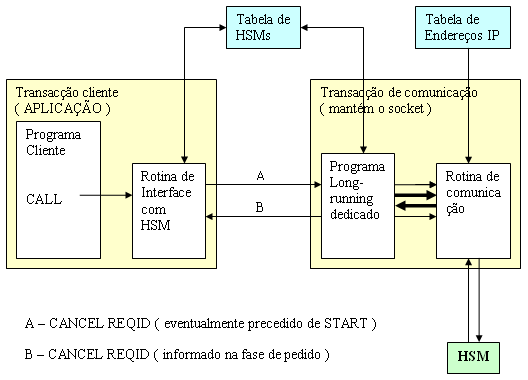 Tabela de
HSMs
Tabela de
Endereços IP
Transacção cliente
( APLICAÇÃO )
Transacção de comunicação
( mantém o socket )
Programa
Cliente
CALL
Rotina de
Interface
com
HSM
A
B
Programa
Long-
running
dedicado
Rotina de
comunica
ção
A – CANCEL REQID ( eventualmente precedido de START )
B – CANCEL REQID ( informado na fase de pedido )
HSM